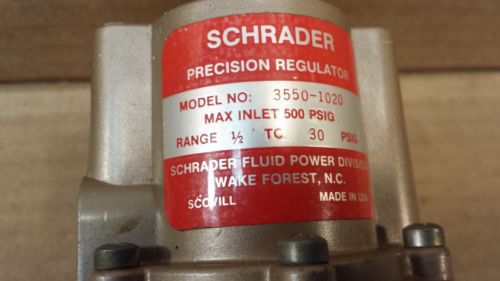 SCHRADER
PRECISION REGULATOR
MODEL NO: 3550-1020
MAX INLET 500 PSIG
RANGE ½ TO 30 PSIG
SCHRADER FLUID POWER DIVISION
WAKE FOREST, N.C.
SCOVILL MADE IN USA